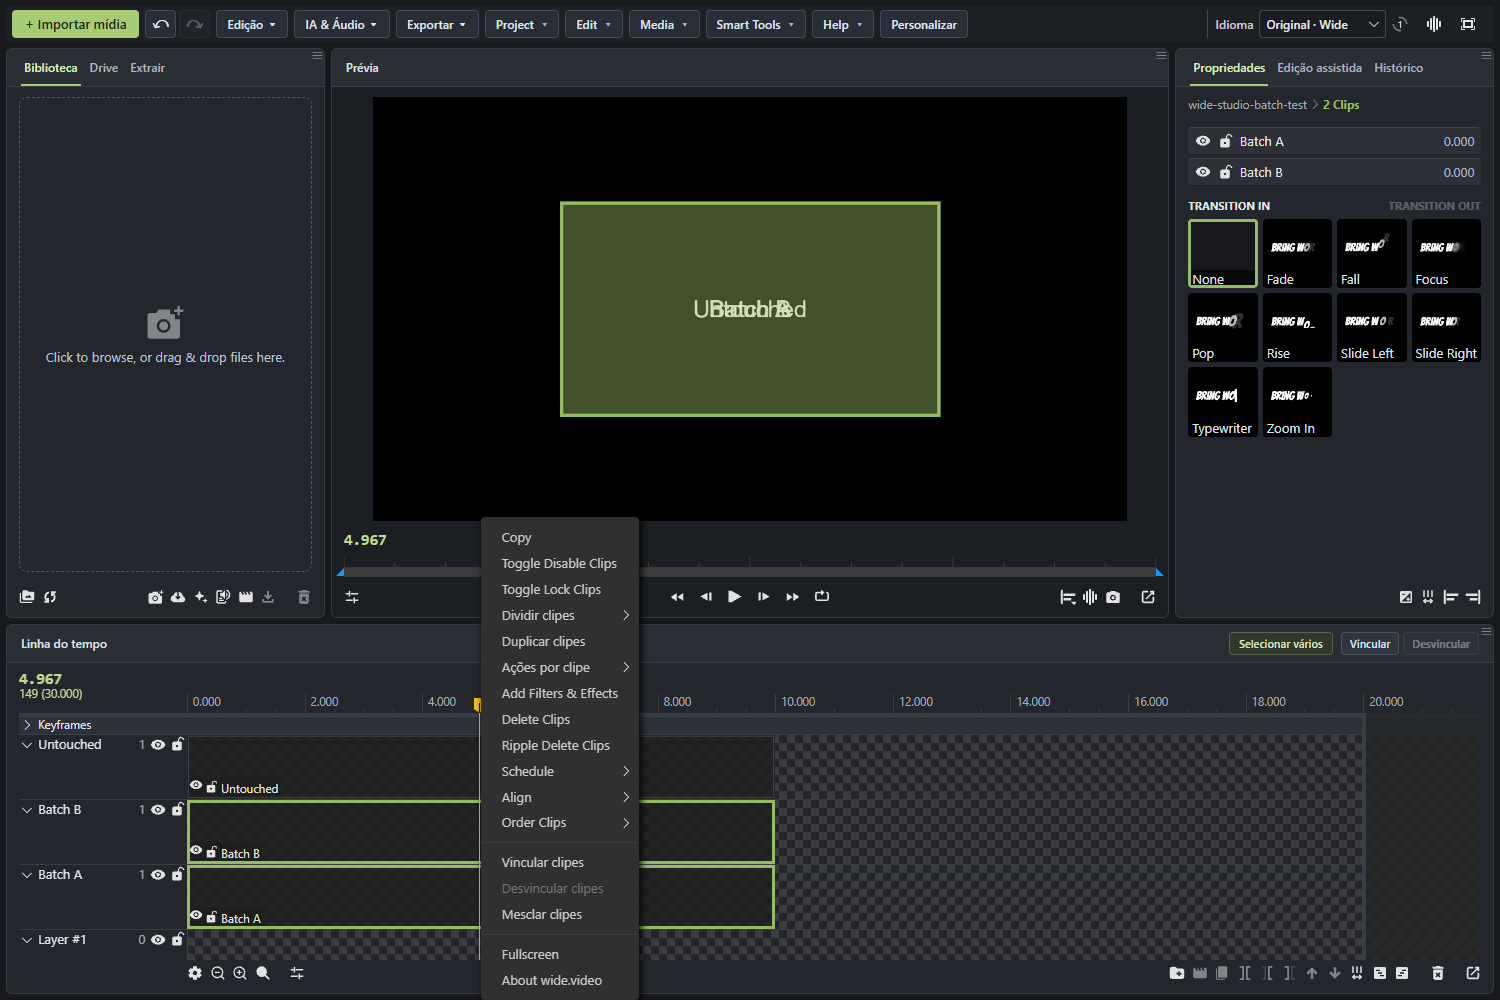 + Importar mídia
Edição
IA & Áudio
Exportar
Project
Edit
Media
Smart Tools
Help
Personalizar
Idioma
Original · Wide
Biblioteca
Drive
Extrair
Click to browse, or drag & drop files here.
Prévia
Untouched
4.967
Propriedades
Edição assistida
Histórico
wide-studio-batch-test > 2 Clips
Batch A 0.000
Batch B 0.000
TRANSITION IN
TRANSITION OUT
None
Fade
Fall
Focus
Pop
Rise
Slide Left
Slide Right
Typewriter
Zoom In
Copy
Toggle Disable Clips
Toggle Lock Clips
Dividir clipes
Duplicar clipes
Ações por clipe
Add Filters & Effects
Delete Clips
Ripple Delete Clips
Schedule
Align
Order Clips
Vincular clipes
Desvincular clipes
Mesclar clipes
Fullscreen
About wide.video
Linha do tempo
Selecionar vários
Vincular
Desvincular
4.967
149 (30.000)
0.000
2.000
4.000
8.000
10.000
12.000
14.000
16.000
18.000
20.000
Keyframes
Untouched 1
Untouched
Batch B 1
Batch B
Batch A 1
Batch A
Layer #1 0